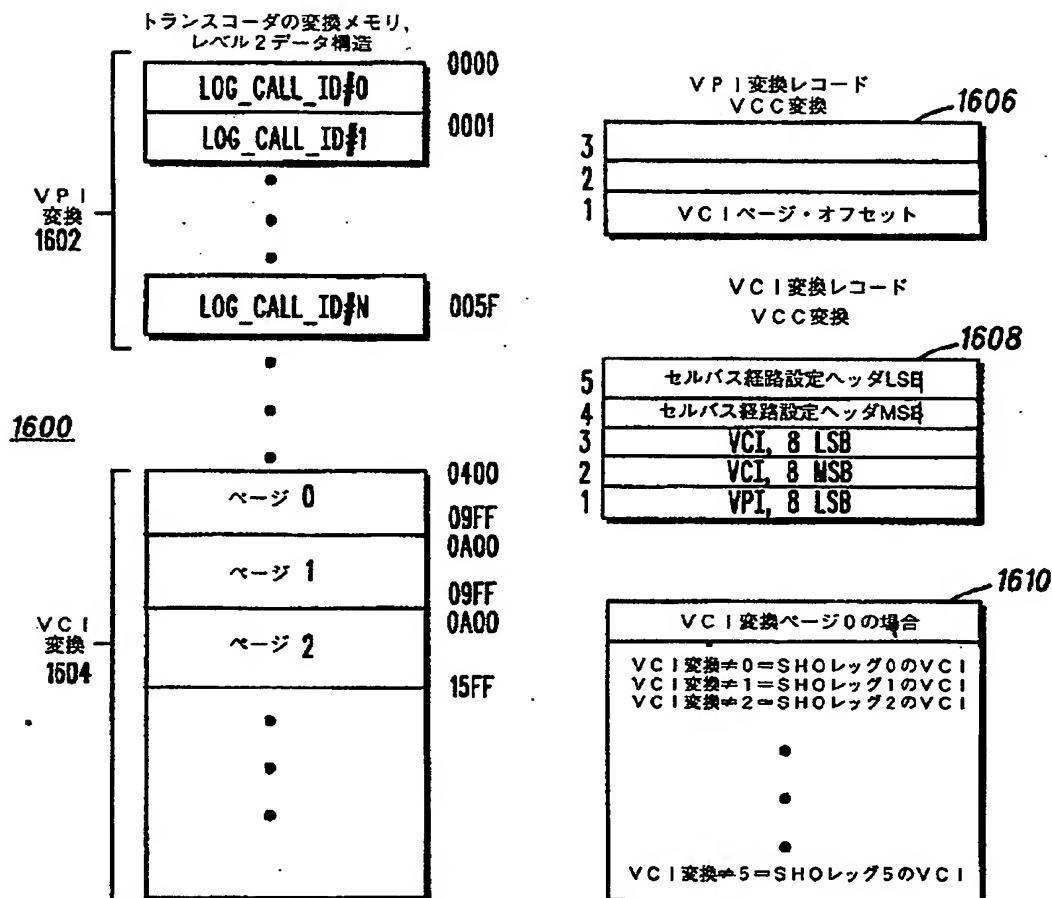 トランスコーダの変換メモリ,
レベル2データ構造
LOG_CALL_ID#0
0000
LOG_CALL_ID#1
0001
VPI
変換
1602
LOG_CALL_ID#N
005F
1600
VCI
変換
1604
ページ 0
0400
09FF
ページ 1
0A00
09FF
ページ 2
0A00
15FF
VPI変換レコード
VCC変換
1606
3
2
1
VCIページ・オフセット
VCI変換レコード
VCC変換
1608
5 セルバス経路設定ヘッダLSB
4 セルバス経路設定ヘッダMSB
3 VCI, 8 LSB
2 VCI, 8 MSB
1 VPI, 8 LSB
1610
VCI変換ページ0の場合
VCI変換≠0=SHOレッグ0のVCI
VCI変換≠1=SHOレッグ1のVCI
VCI変換≠2=SHOレッグ2のVCI
VCI変換≠5=SHOレッグ5のVCI